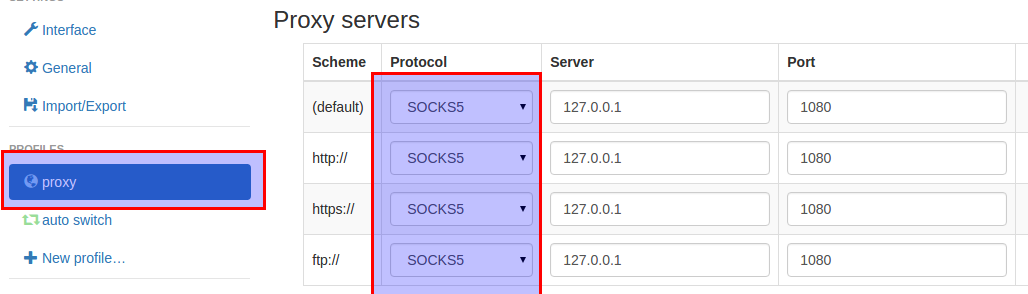 Proxy servers
Interface
General
Import/Export
PROFILES
proxy
auto switch
New profile…
Scheme Protocol Server Port
(default) SOCKS5 127.0.0.1 1080
http:// SOCKS5 127.0.0.1 1080
https:// SOCKS5 127.0.0.1 1080
ftp:// SOCKS5 127.0.0.1 1080